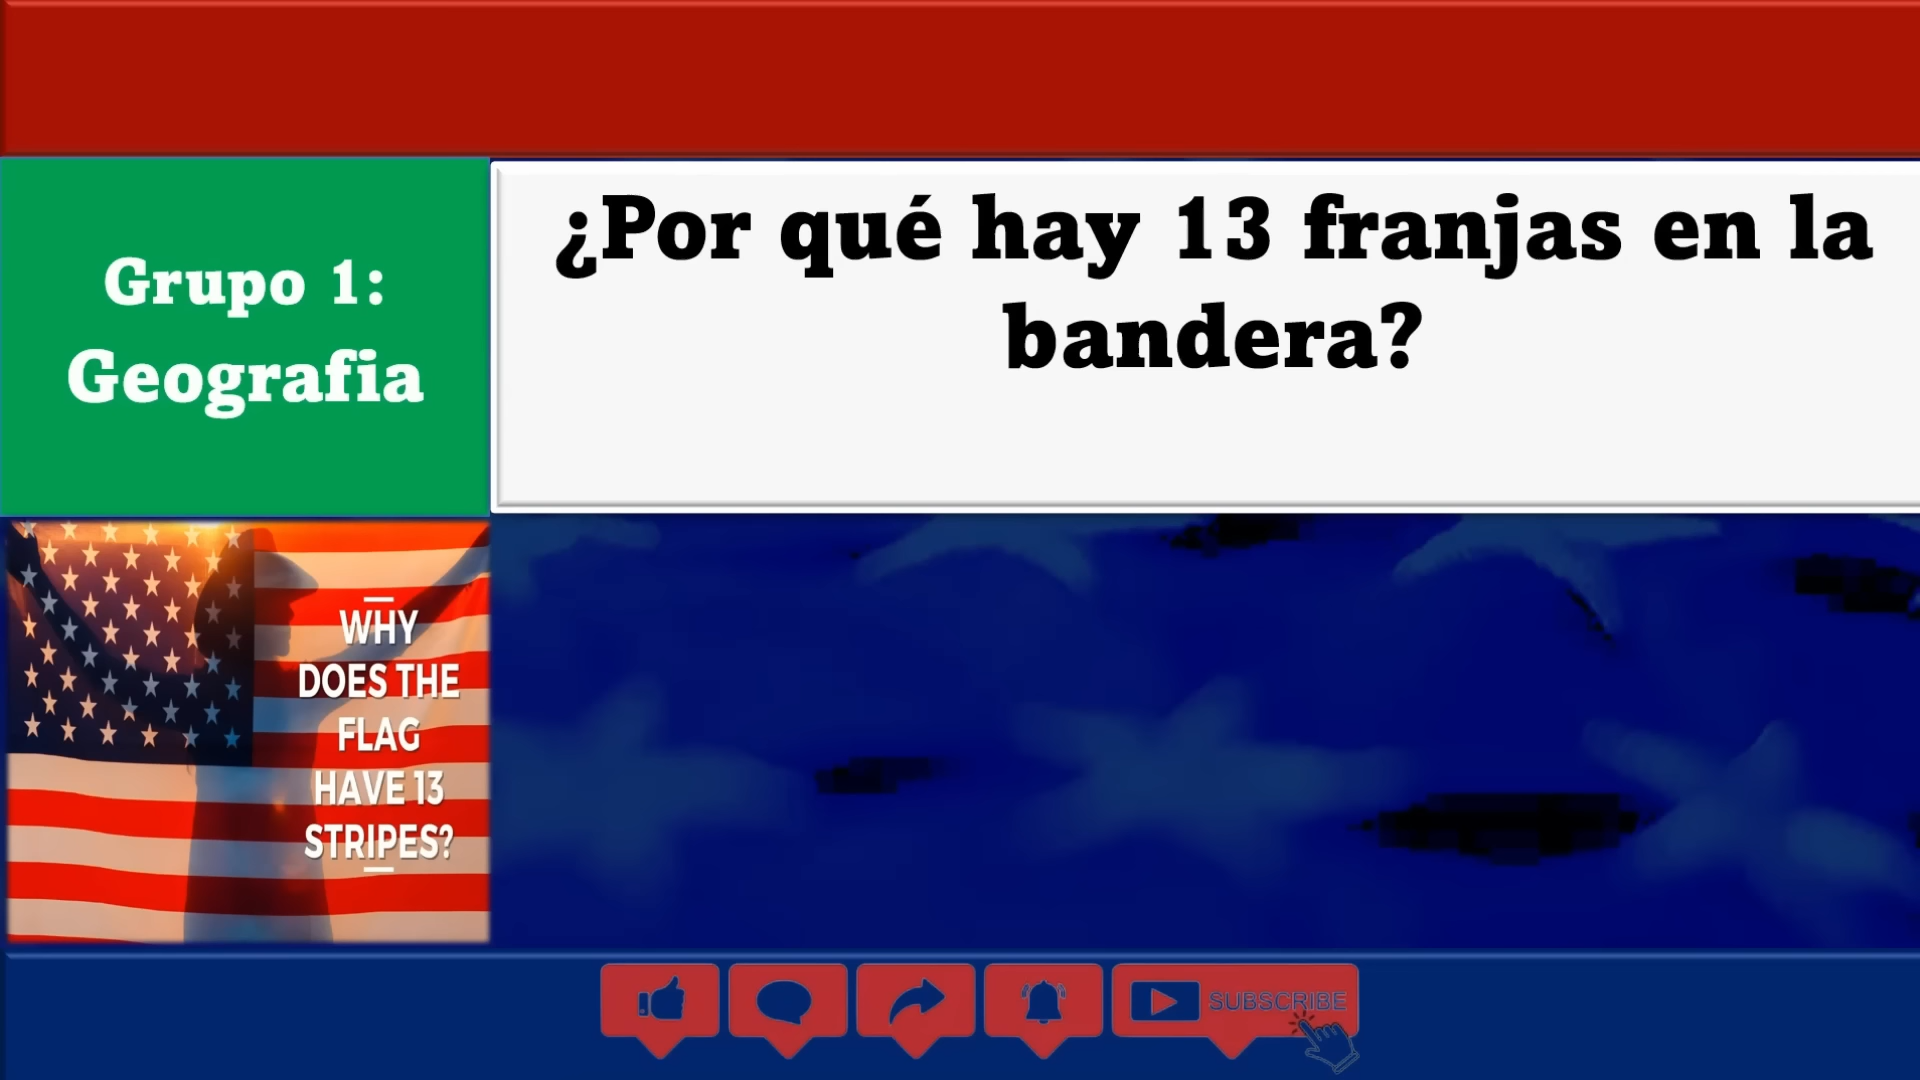 ¿Por qué hay 13 franjas en la
bandera?
Grupo 1:
Geografia
WHY
DOES THE
FLAG
HAVE 13
STRIPES?
SUBSCRIBE